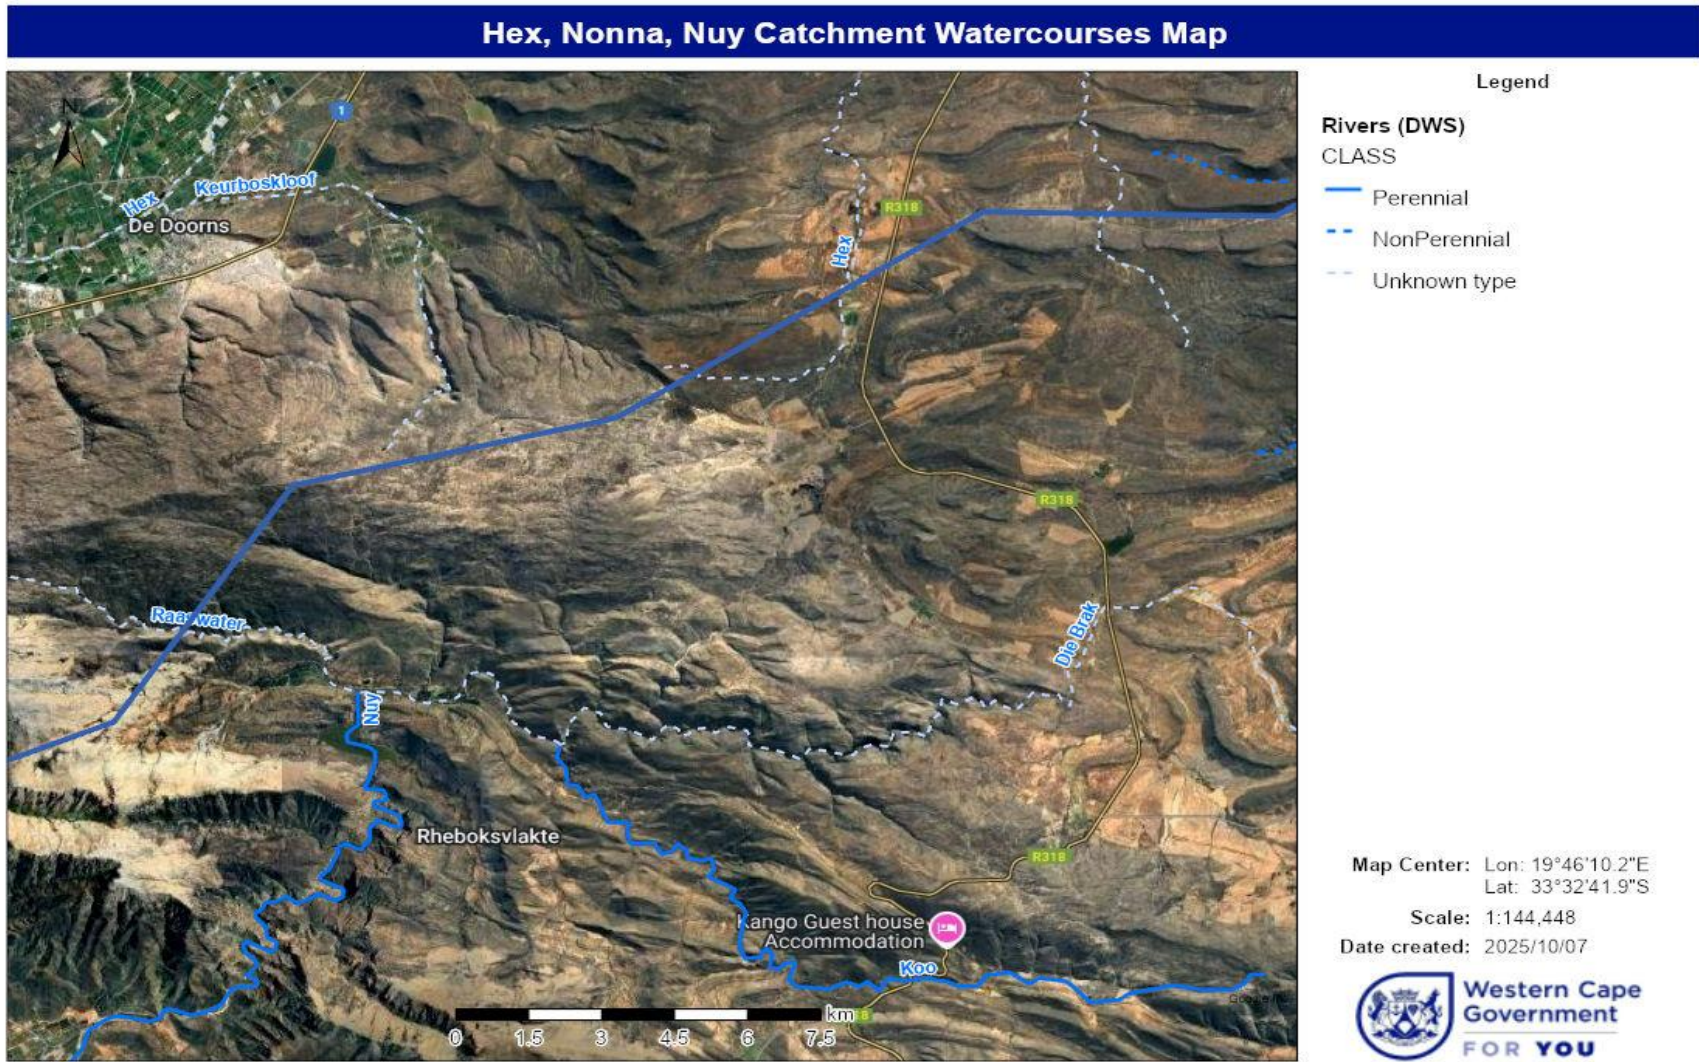 Hex, Nonna, Nuy Catchment Watercourses Map
N
1
Keurboskloof
Hex
De Doorns
R318
Hex
R318
Raaswater
Die Brak
Nuy
Rheboksvlakte
R318
Kango Guest house
Accommodation
Koo
km
0 1.5 3 4.5 6 7.5
Legend
Rivers (DWS)
CLASS
Perennial
NonPerennial
Unknown type
Map Center: Lon: 19°46'10.2"E
Lat: 33°32'41.9"S
Scale: 1:144,448
Date created: 2025/10/07
Western Cape
Government
FOR YOU